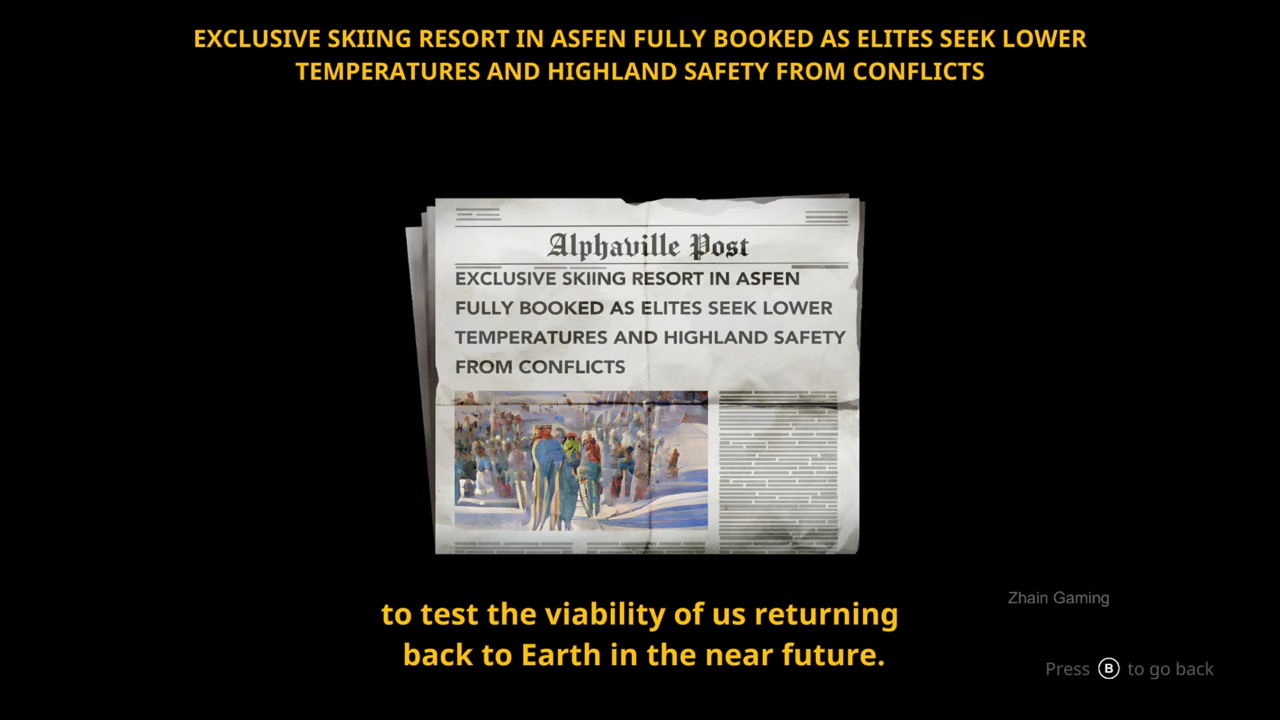 EXCLUSIVE SKIING RESORT IN ASFEN FULLY BOOKED AS ELITES SEEK LOWER
TEMPERATURES AND HIGHLAND SAFETY FROM CONFLICTS
Alphaville Post
EXCLUSIVE SKIING RESORT IN ASFEN
FULLY BOOKED AS ELITES SEEK LOWER
TEMPERATURES AND HIGHLAND SAFETY
FROM CONFLICTS
to test the viability of us returning
back to Earth in the near future.
Zhain Gaming
Press B to go back